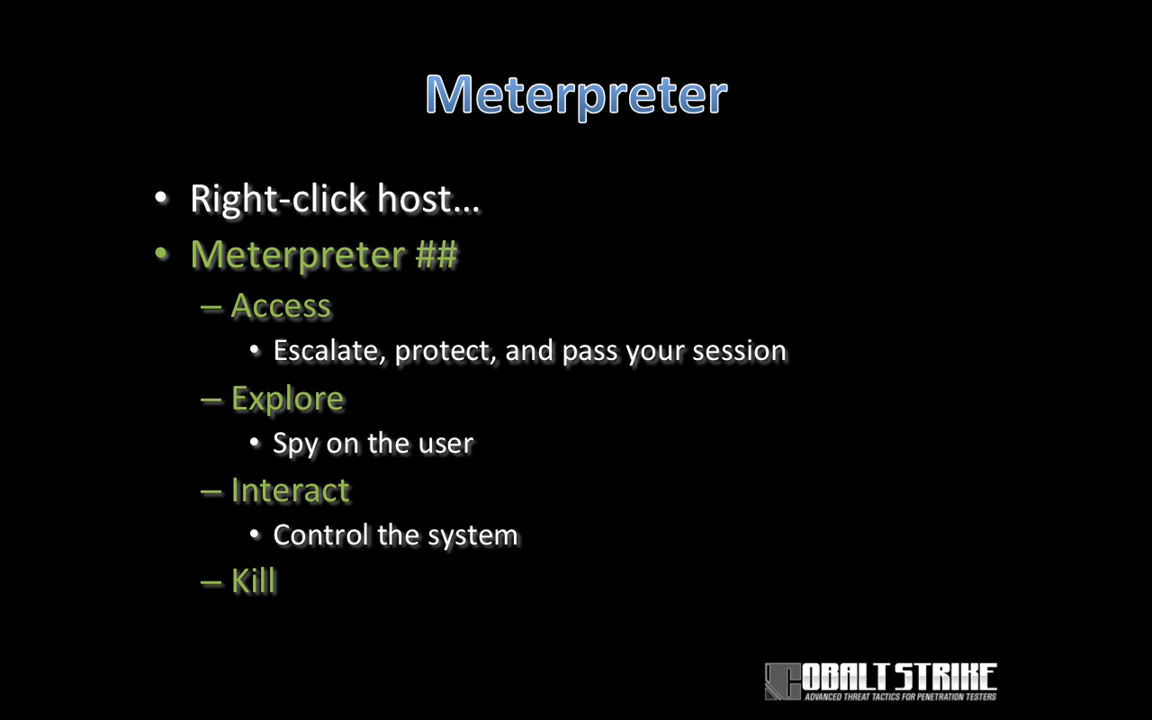 Meterpreter
• Right-click host…
• Meterpreter ##
– Access
• Escalate, protect, and pass your session
– Explore
• Spy on the user
– Interact
• Control the system
– Kill
COBALT STRIKE
ADVANCED THREAT TACTICS FOR PENETRATION TESTERS